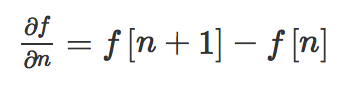 ∂f/∂n = f[n + 1] − f[n]